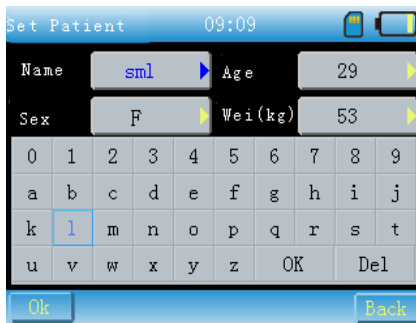 Set Patient 09:09
Name sml Age 29
Sex F Wei(kg) 53
0 1 2 3 4 5 6 7 8 9
a b c d e f g h i j
k l m n o p q r s t
u v w x y z OK Del
Ok Back